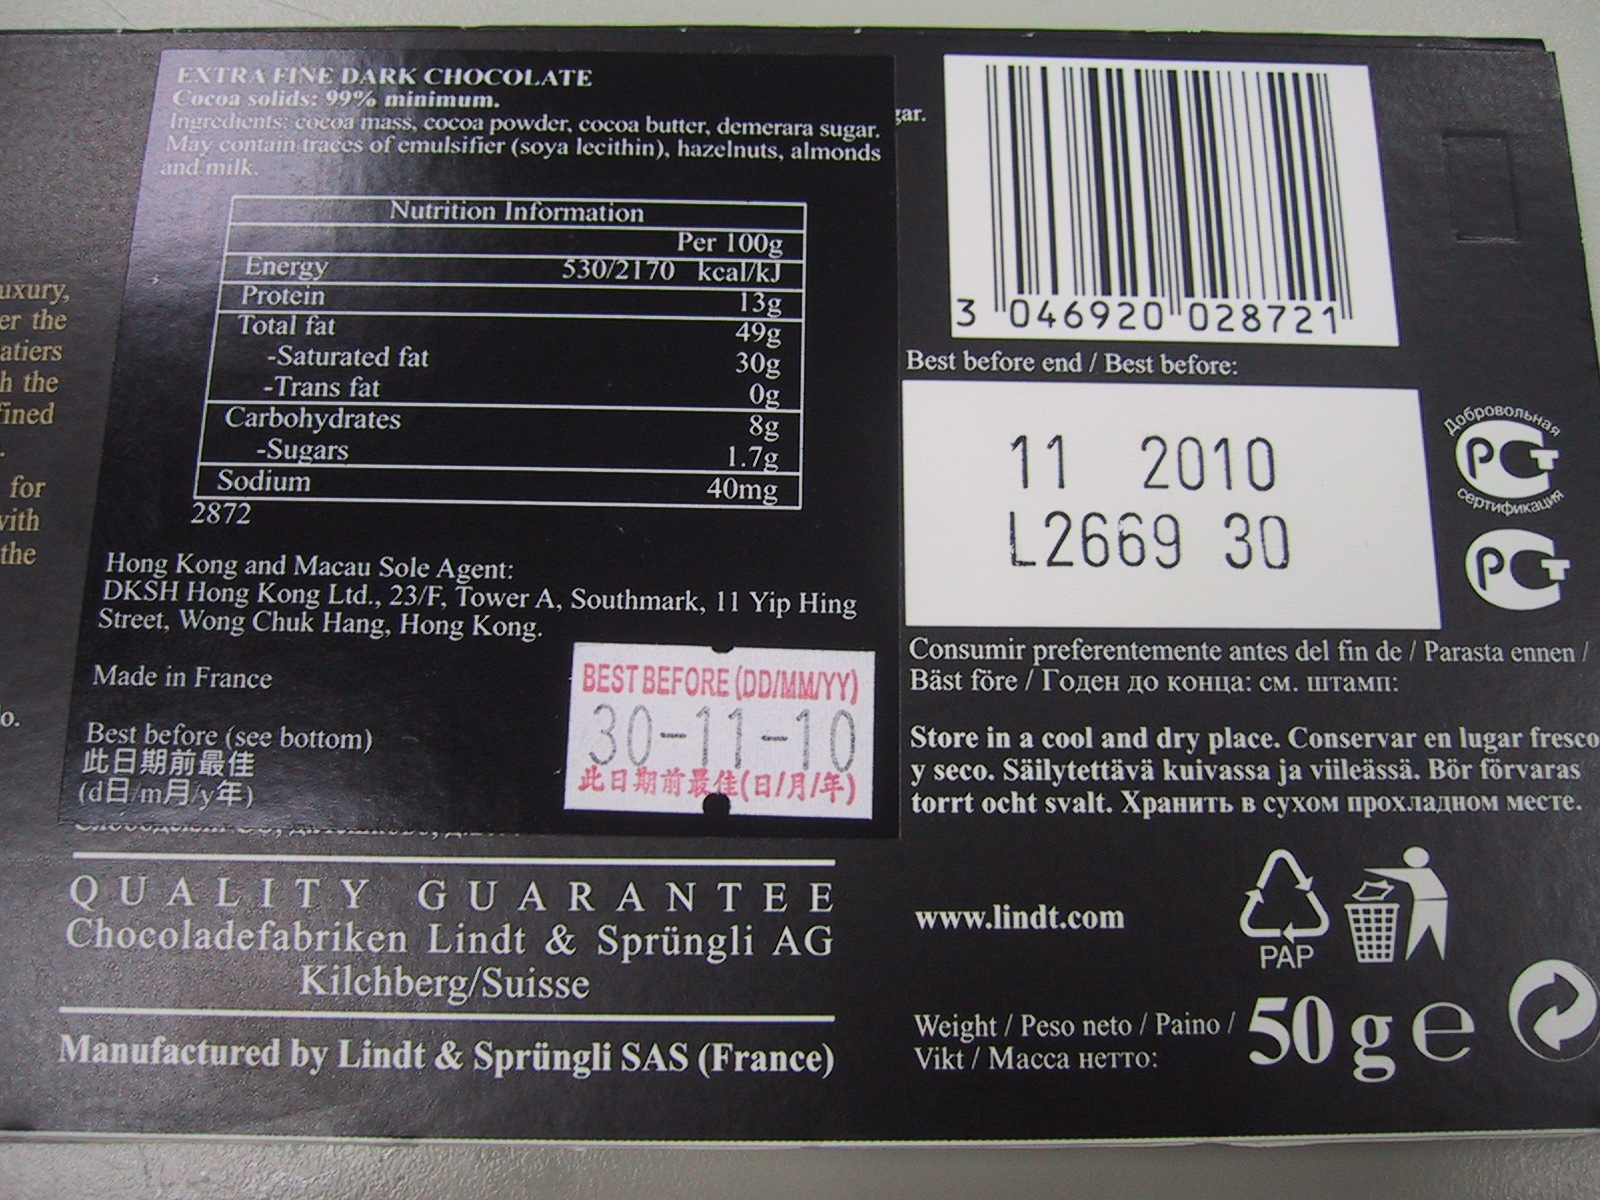 EXTRA FINE DARK CHOCOLATE
Cocoa solids: 99% minimum.
Ingredients: cocoa mass, cocoa powder, cocoa butter, demerara sugar.
May contain traces of emulsifier (soya lecithin), hazelnuts, almonds
and milk.
Nutrition Information
Per 100g
Energy 530/2170 kcal/kJ
Protein 13g
Total fat 49g
-Saturated fat 30g
-Trans fat 0g
Carbohydrates 8g
-Sugars 1.7g
Sodium 40mg
2872
Hong Kong and Macau Sole Agent:
DKSH Hong Kong Ltd., 23/F, Tower A, Southmark, 11 Yip Hing
Street, Wong Chuk Hang, Hong Kong.
Made in France
Best before (see bottom)
此日期前最佳
(d日/m月/y年)
BEST BEFORE (DD/MM/YY)
30-11-10
此日期前最佳(日/月/年)
QUALITY GUARANTEE
Chocoladefabriken Lindt & Sprüngli AG
Kilchberg/Suisse
Manufactured by Lindt & Sprüngli SAS (France)
er the
h the
for
the
3 046920 028721
Best before end / Best before:
11 2010
L2669 30
Добровольная
РСТ
сертификация
РСТ
Consumir preferentemente antes del fin de / Parasta ennen /
Bäst före / Годен до конца: см. штамп:
Store in a cool and dry place. Conservar en lugar fresco
y seco. Säilytettävä kuivassa ja viileässä. Bör förvaras
torrt ocht svalt. Хранить в сухом прохладном месте.
www.lindt.com
PAP
Weight / Peso neto / Paino /
Vikt / Масса нетто:
50 g e